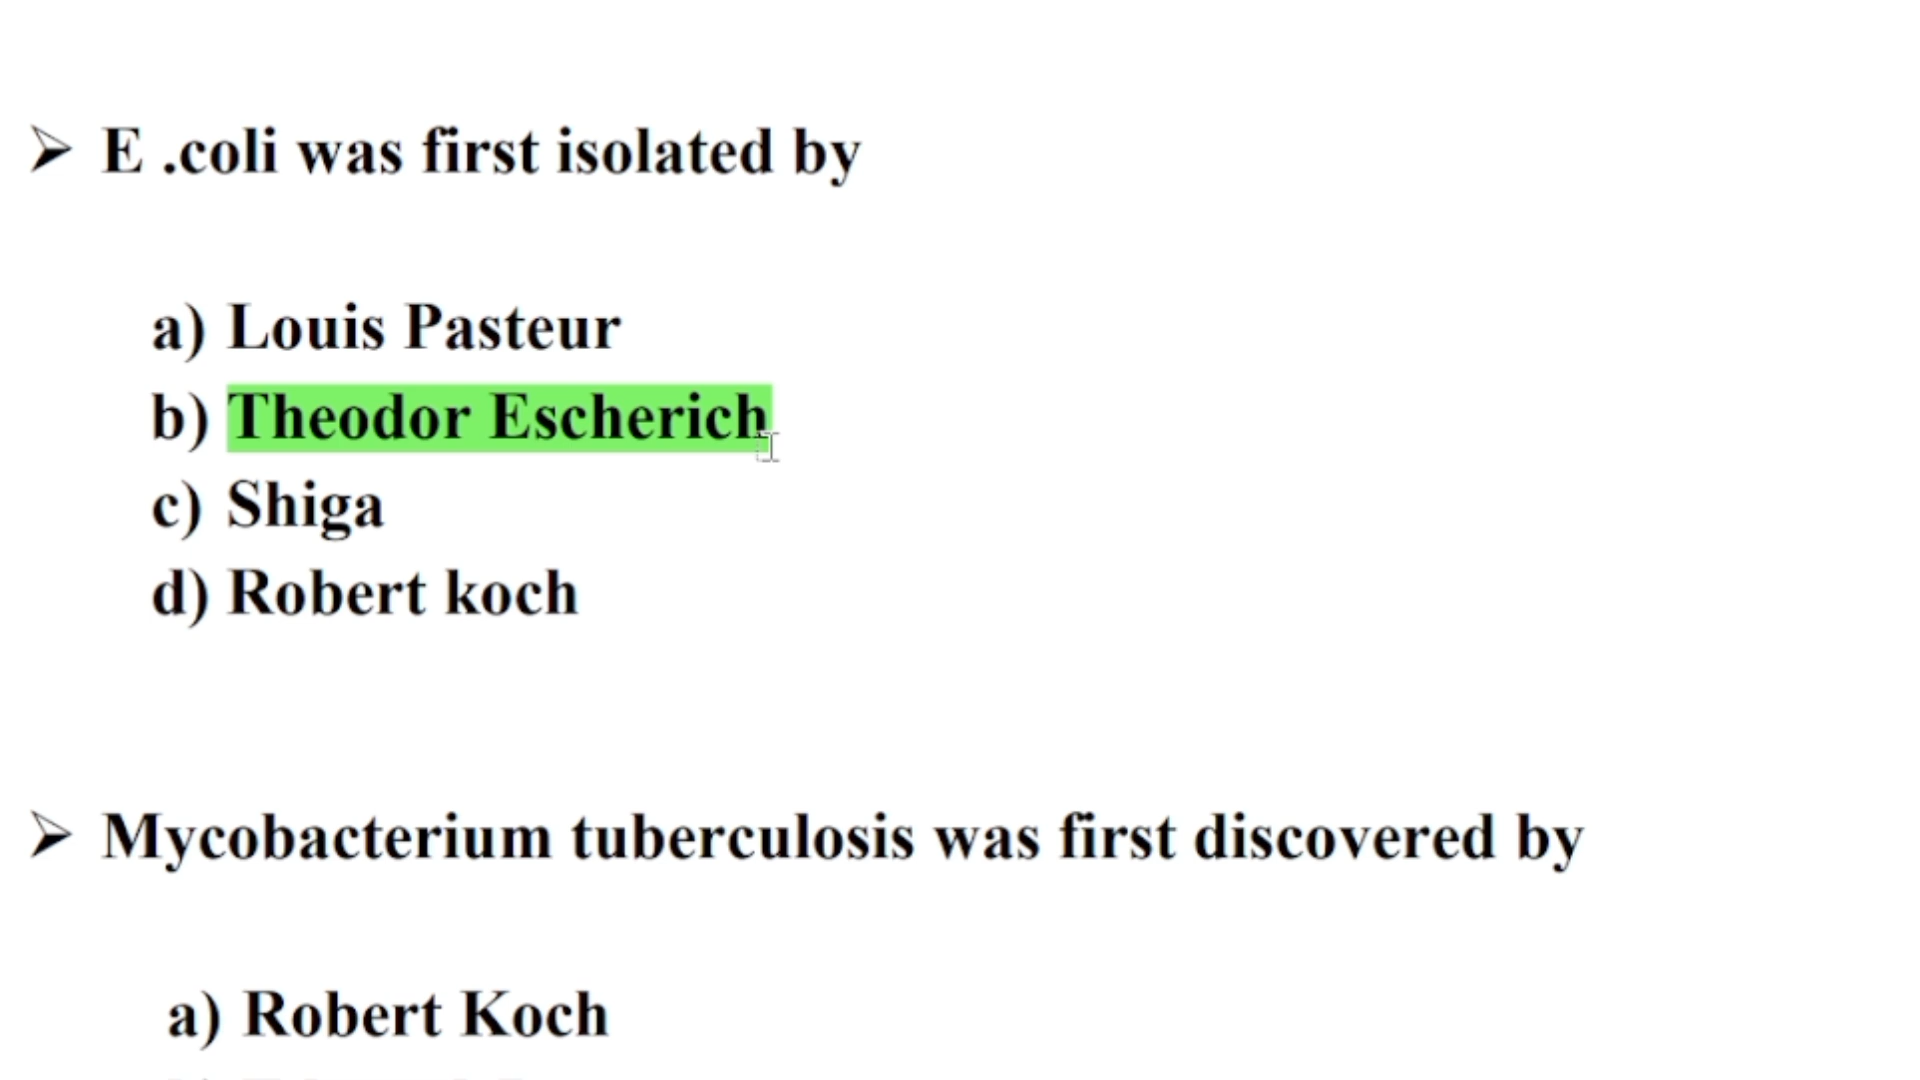 ➢ E .coli was first isolated by
a) Louis Pasteur
b) Theodor Escherich
c) Shiga
d) Robert koch
➢ Mycobacterium tuberculosis was first discovered by
a) Robert Koch